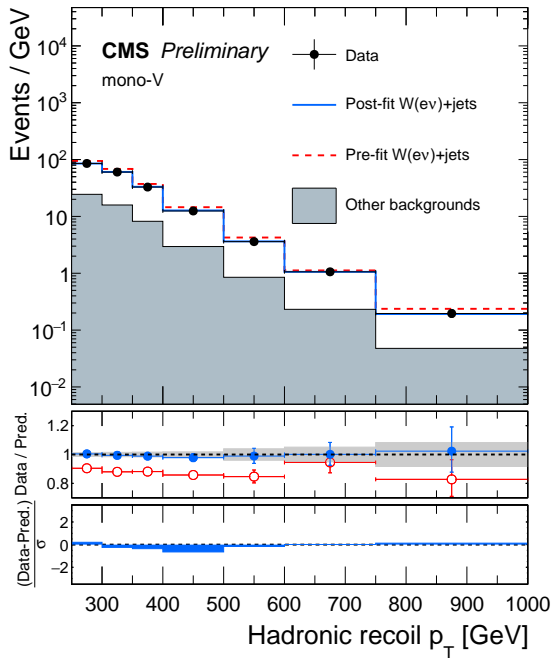 CMS Preliminary
mono-V
Data
Post-fit W(eν)+jets
Pre-fit W(eν)+jets
Other backgrounds
Events / GeV
10⁴
10²
10
1
10⁻¹
10⁻²
Data / Pred.
1.2
1
0.8
(Data-Pred.)
σ
2
0
−2
300 400 500 600 700 800 900 1000
Hadronic recoil p_T [GeV]